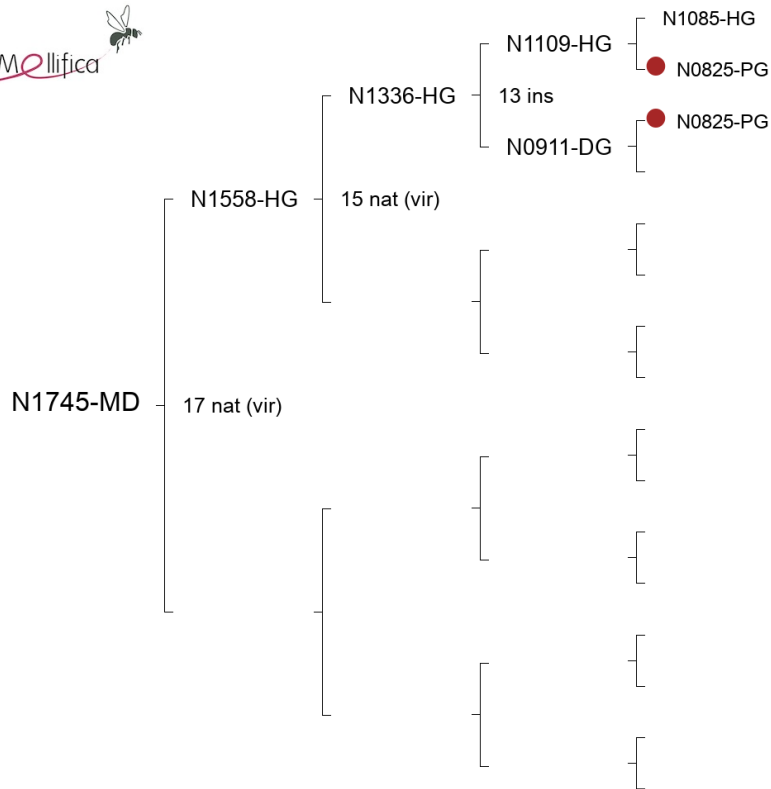 Mellifica
N1085-HG
N1109-HG
N0825-PG
N1336-HG
13 ins
N0825-PG
N0911-DG
N1558-HG
15 nat (vir)
N1745-MD
17 nat (vir)